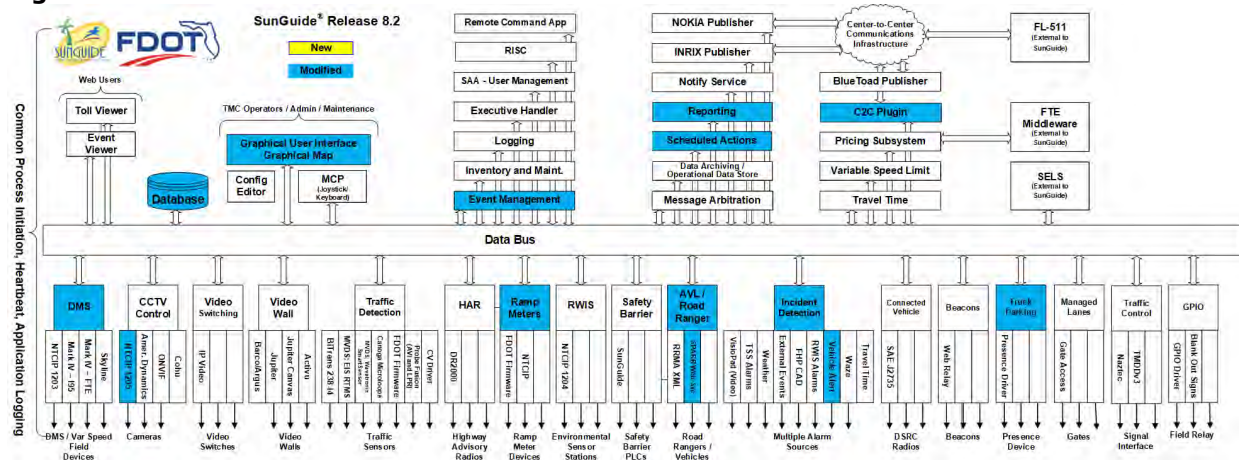 SUNGUIDE
FDOT
SunGuide® Release 8.2
New
Modified
Common Process Initiation, Heartbeat, Application Logging
Web Users
Toll Viewer
Event
Viewer
TMC Operators / Admin / Maintenance
Graphical User Interface
Graphical Map
Config
Editor
MCP
(Joystick/
Keyboard)
Database
Remote Command App
RISC
SAA - User Management
Executive Handler
Logging
Inventory and Maint.
Event Management
NOKIA Publisher
INRIX Publisher
Notify Service
Reporting
Scheduled Actions
Data Archiving /
Operational Data Store
Message Arbitration
Center-to-Center
Communications
Infrastructure
BlueToad Publisher
C2C Plugin
Pricing Subsystem
Variable Speed Limit
Travel Time
FL-511
(External to
SunGuide)
FTE
Middleware
(External to
SunGuide)
SELS
(External to
SunGuide)
Data Bus
DMS
NTCIP 1203
Mark IV - I95
Mark IV - FTE
Skyline
DMS / Var Speed
Field
Devices
CCTV
Control
NTCIP 1205
Amer. Dynamics
ONVIF
Cohu
Cameras
Video
Switching
IP Video
Video
Switches
Video
Wall
BarcoArgus
Jupiter
Jupiter Canvas
Activu
Video
Walls
Traffic
Detection
BiTrans 238 I4
MVDS: EIS RTMS
MVDS: Wavetronix
SmartSensor
Canoga Microloops
FDOT Firmware
Probe Fusion
(AVI and LPR)
CV Driver
Traffic
Sensors
HAR
DR2000
Highway
Advisory
Radios
Ramp
Meters
FDOT Firmware
NTCIP
Ramp
Meter
Devices
RWIS
NTCIP 1204
Environmental
Sensor
Stations
Safety
Barrier
SunGuide
Safety
Barrier
PLCs
AVL /
Road
Ranger
RRMA XML
Road
Rangers /
Vehicles
Incident
Detection
VisioPad (Video)
TSS Alarms
Weather
External Events
FHP CAD
RWIS Alarms
Vehicle Alert
Waze
Travel Time
Multiple Alarm
Sources
Connected
Vehicle
SAE J2735
DSRC
Radios
Beacons
Web Relay
Beacons
Truck
Parking
Presence Driver
Presence
Device
Managed
Lanes
Gate Access
Gates
Traffic
Control
Naztec
TMDDv3
Signal
Interface
GPIO
GPIO Driver
Blank Out Signs
Field Relay